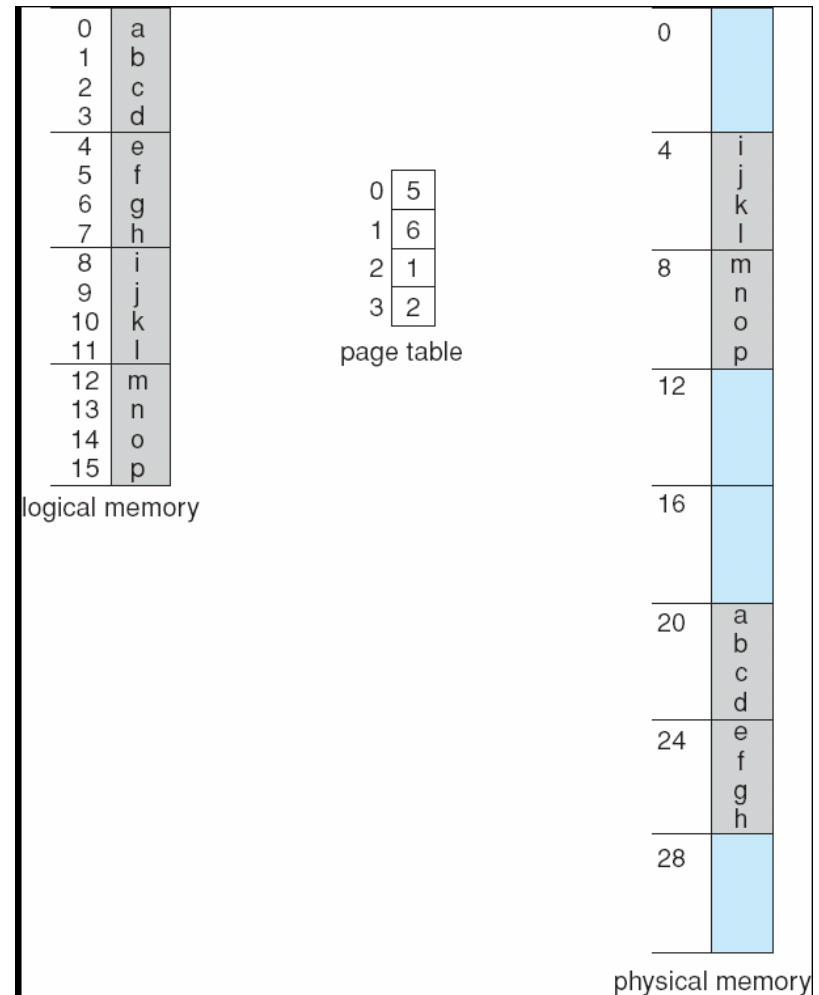 0 a
1 b
2 c
3 d
4 e
5 f
6 g
7 h
8 i
9 j
10 k
11 l
12 m
13 n
14 o
15 p
logical memory
0 5
1 6
2 1
3 2
page table
0
4 i
j
k
l
8 m
n
o
p
12
16
20 a
b
c
d
24 e
f
g
h
28
physical memory